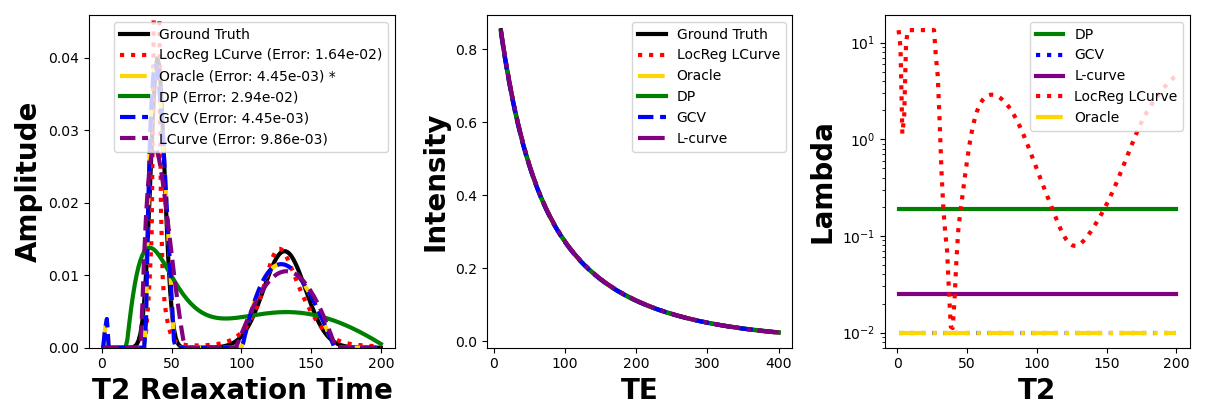 Amplitude
0.00
0.01
0.02
0.03
0.04
0
50
100
150
200
T2 Relaxation Time
Ground Truth
LocReg LCurve (Error: 1.64e-02)
Oracle (Error: 4.45e-03) *
DP (Error: 2.94e-02)
GCV (Error: 4.45e-03)
LCurve (Error: 9.86e-03)
Intensity
0.0
0.2
0.4
0.6
0.8
0
100
200
300
400
TE
Ground Truth
LocReg LCurve
Oracle
DP
GCV
L-curve
Lambda
10⁻²
10⁻¹
10⁰
10¹
0
50
100
150
200
T2
DP
GCV
L-curve
LocReg LCurve
Oracle